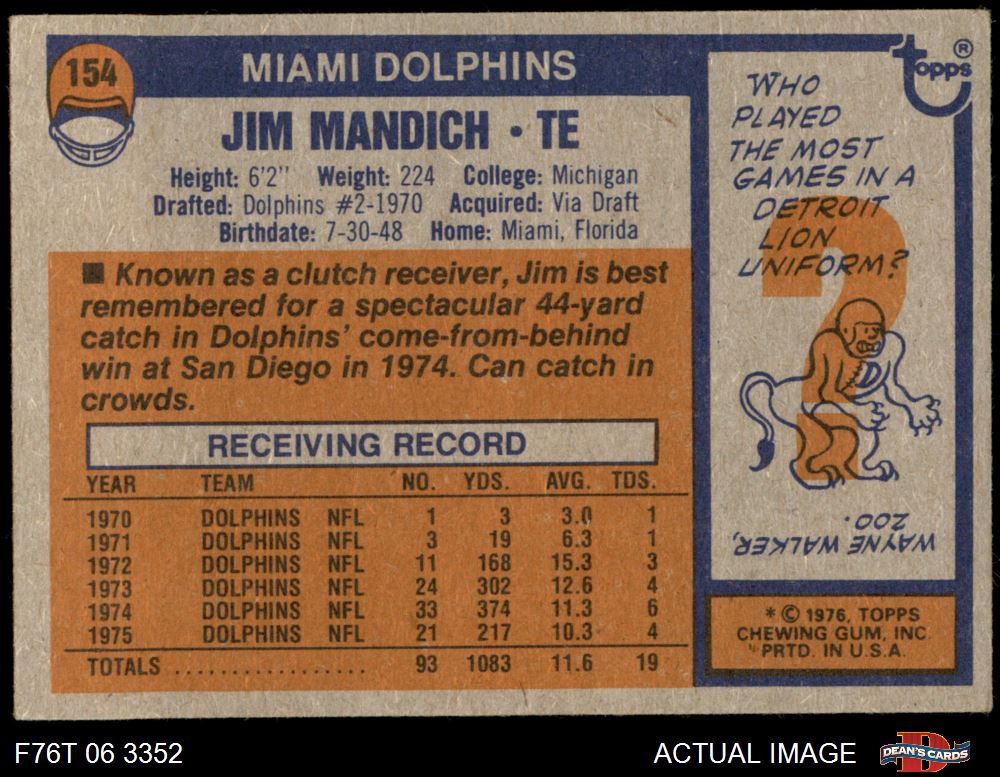 154
MIAMI DOLPHINS
JIM MANDICH • TE
Height: 6'2'' Weight: 224 College: Michigan
Drafted: Dolphins #2-1970 Acquired: Via Draft
Birthdate: 7-30-48 Home: Miami, Florida
■ Known as a clutch receiver, Jim is best
remembered for a spectacular 44-yard
catch in Dolphins' come-from-behind
win at San Diego in 1974. Can catch in
crowds.
RECEIVING RECORD
YEAR TEAM NO. YDS. AVG. TDS.
1970 DOLPHINS NFL 1 3 3.0 1
1971 DOLPHINS NFL 3 19 6.3 1
1972 DOLPHINS NFL 11 168 15.3 3
1973 DOLPHINS NFL 24 302 12.6 4
1974 DOLPHINS NFL 33 374 11.3 6
1975 DOLPHINS NFL 21 217 10.3 4
TOTALS ................. 93 1083 11.6 19
topps ®
WHO
PLAYED
THE MOST
GAMES IN A
DETROIT
LION
UNIFORM?
?
D
WAYNE WALKER,
200.
* © 1976, TOPPS
CHEWING GUM, INC.
PRTD. IN U.S.A.
F76T 06 3352
ACTUAL IMAGE
D
DEAN'S CARDS